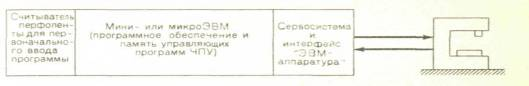 Считыватель
перфолен-
ты для пер-
воначально-
го ввода
программы
Мини- или микроЭВМ
(программное обеспечение и
память управляющих
программ ЧПУ)
Сервосистема
и
интерфейс
"ЭВМ-
аппаратура"